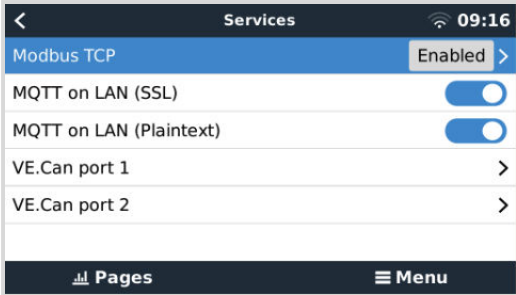 Services 09:16
Modbus TCP Enabled
MQTT on LAN (SSL)
MQTT on LAN (Plaintext)
VE.Can port 1
VE.Can port 2
Pages Menu